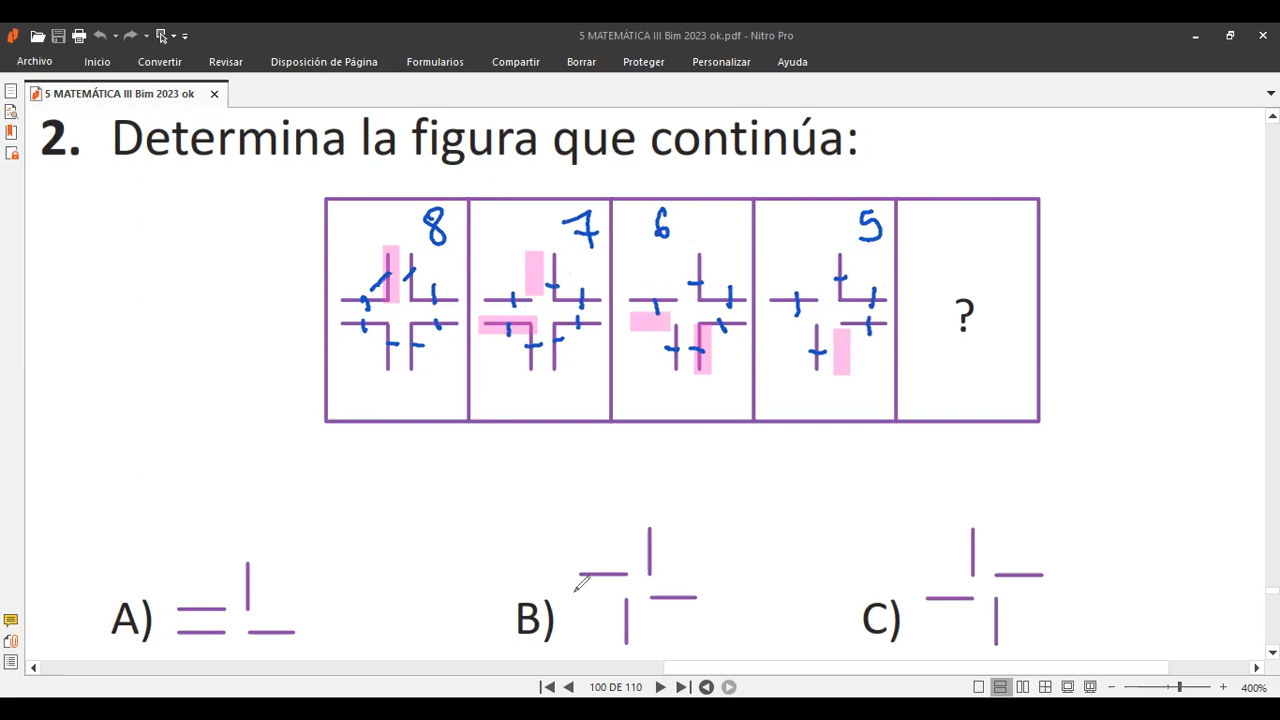 5 MATEMÁTICA III Bim 2023 ok.pdf - Nitro Pro
Archivo Inicio Convertir Revisar Disposición de Página Formularios Compartir Borrar Proteger Personalizar Ayuda
5 MATEMÁTICA III Bim 2023 ok
2. Determina la figura que continúa:
8 7 6 5
?
A) B) C)
100 DE 110
400%